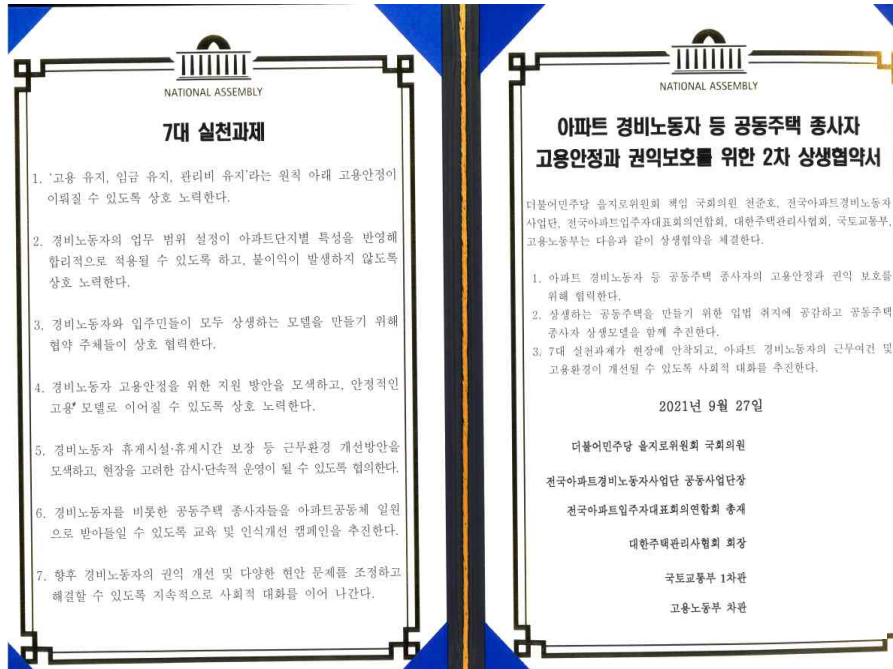 NATIONAL ASSEMBLY
7대 실천과제
1. '고용 유지, 임금 유지, 관리비 유지'라는 원칙 아래 고용안정이
이뤄질 수 있도록 상호 노력한다.
2. 경비노동자의 업무 범위 설정이 아파트단지별 특성을 반영해
합리적으로 적용될 수 있도록 하고, 불이익이 발생하지 않도록
상호 노력한다.
3. 경비노동자와 입주민들이 모두 상생하는 모델을 만들기 위해
협약 주체들이 상호 협력한다.
4. 경비노동자 고용안정을 위한 지원 방안을 모색하고, 안정적인
고용 모델로 이어질 수 있도록 상호 노력한다.
5. 경비노동자 휴게시설·휴게시간 보장 등 근무환경 개선방안을
모색하고, 현장을 고려한 감시·단속적 운영이 될 수 있도록 협의한다.
6. 경비노동자를 비롯한 공동주택 종사자들을 아파트공동체 일원
으로 받아들일 수 있도록 교육 및 인식개선 캠페인을 추진한다.
7. 향후 경비노동자의 권익 개선 및 다양한 현안 문제를 조정하고
해결할 수 있도록 지속적으로 사회적 대화를 이어 나간다.
NATIONAL ASSEMBLY
아파트 경비노동자 등 공동주택 종사자
고용안정과 권익보호를 위한 2차 상생협약서
더불어민주당 을지로위원회 책임 국회의원 천준호, 전국아파트경비노동자
사업단, 전국아파트입주자대표회의연합회, 대한주택관리사협회, 국토교통부,
고용노동부는 다음과 같이 상생협약을 체결한다.
1. 아파트 경비노동자 등 공동주택 종사자의 고용안정과 권익 보호를
위해 협력한다.
2. 상생하는 공동주택을 만들기 위한 입법 취지에 공감하고 공동주택
종사자 상생모델을 함께 추진한다.
3. 7대 실천과제가 현장에 안착되고, 아파트 경비노동자의 근무여건 및
고용환경이 개선될 수 있도록 사회적 대화를 추진한다.
2021년 9월 27일
더불어민주당 을지로위원회 국회의원
전국아파트경비노동자사업단 공동사업단장
전국아파트입주자대표회의연합회 총재
대한주택관리사협회 회장
국토교통부 1차관
고용노동부 차관